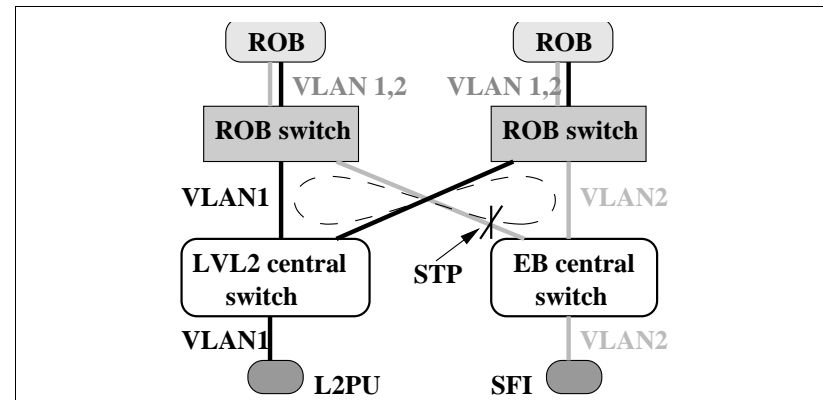 ROB
ROB
VLAN 1,2
VLAN 1,2
ROB switch
ROB switch
VLAN1
VLAN2
LVL2 central
switch
STP
EB central
switch
VLAN1
VLAN2
L2PU
SFI